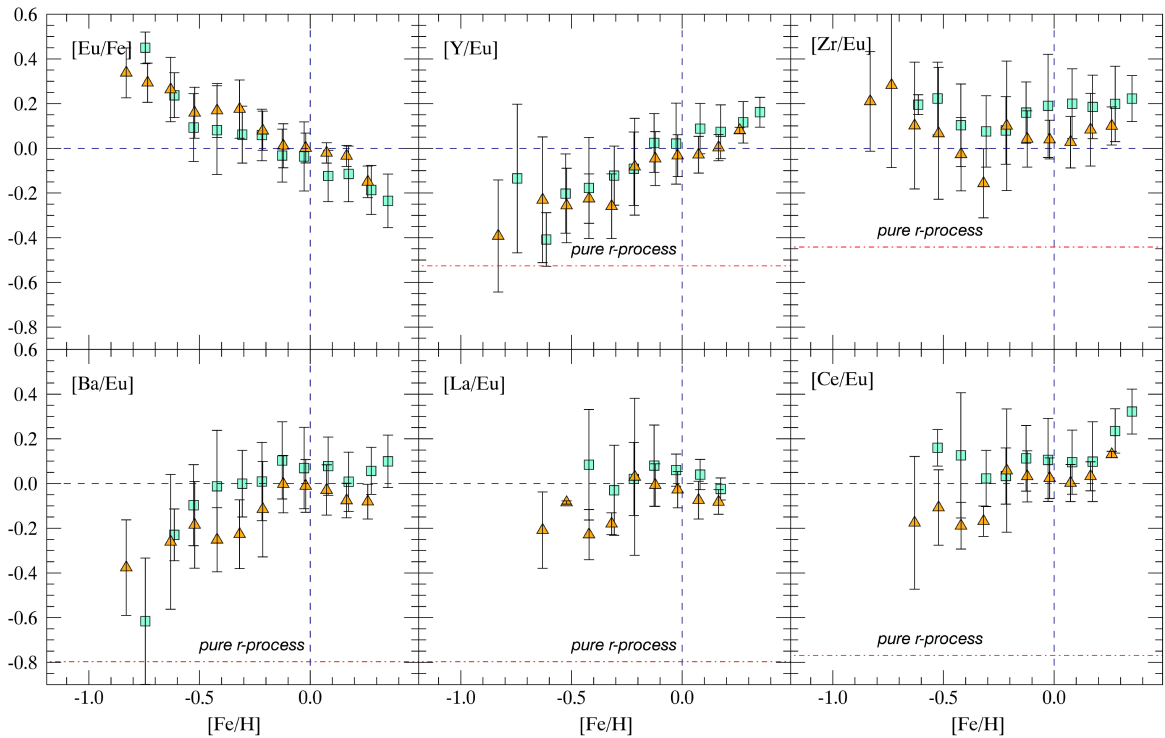 0.6
[Eu/Fe]
[Y/Eu]
[Zr/Eu]
0.4
0.2
0.0
-0.2
-0.4
pure r-process
pure r-process
-0.6
-0.8
0.6
[Ba/Eu]
[La/Eu]
[Ce/Eu]
0.4
0.2
0.0
-0.2
-0.4
-0.6
pure r-process
pure r-process
pure r-process
-0.8
-1.0 -0.5 0.0 -1.0 -0.5 0.0 -1.0 -0.5 0.0
[Fe/H] [Fe/H] [Fe/H]